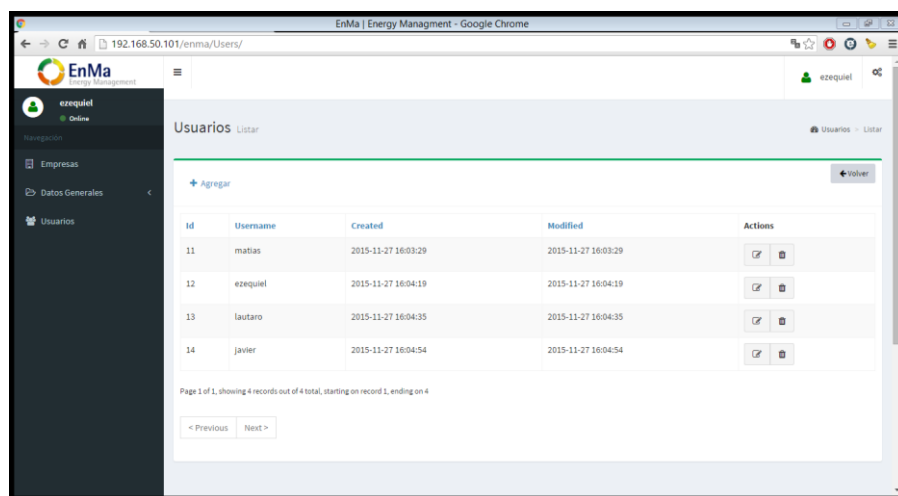 EnMa | Energy Managment - Google Chrome
192.168.50.101/enma/Users/
EnMa
Energy Management
ezequiel
ezequiel
Online
Navegación
Empresas
Datos Generales
Usuarios
Usuarios Listar
Usuarios > Listar
Agregar
Volver
Id Username Created Modified Actions
11 matias 2015-11-27 16:03:29 2015-11-27 16:03:29
12 ezequiel 2015-11-27 16:04:19 2015-11-27 16:04:19
13 lautaro 2015-11-27 16:04:35 2015-11-27 16:04:35
14 javier 2015-11-27 16:04:54 2015-11-27 16:04:54
Page 1 of 1, showing 4 records out of 4 total, starting on record 1, ending on 4
< Previous Next >